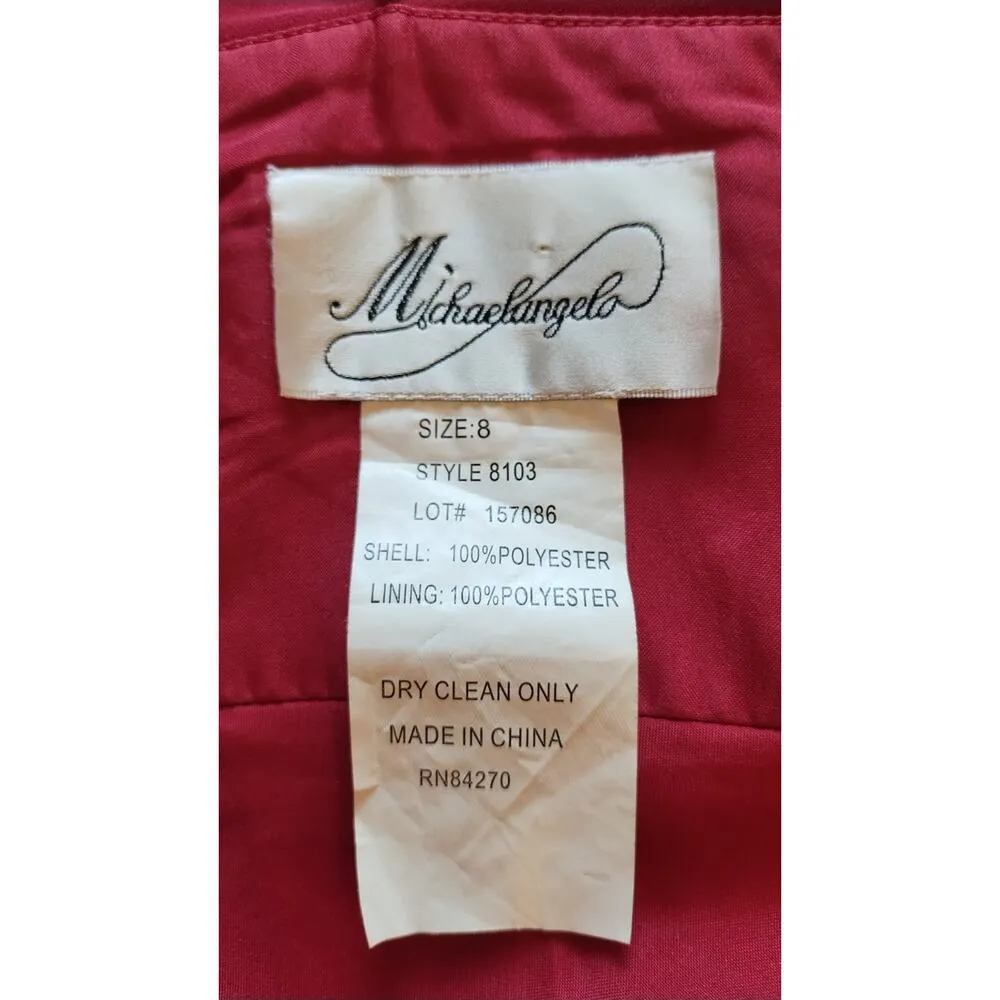 Michaelangelo
SIZE:8
STYLE 8103
LOT# 157086
SHELL: 100%POLYESTER
LINING: 100%POLYESTER
DRY CLEAN ONLY
MADE IN CHINA
RN84270